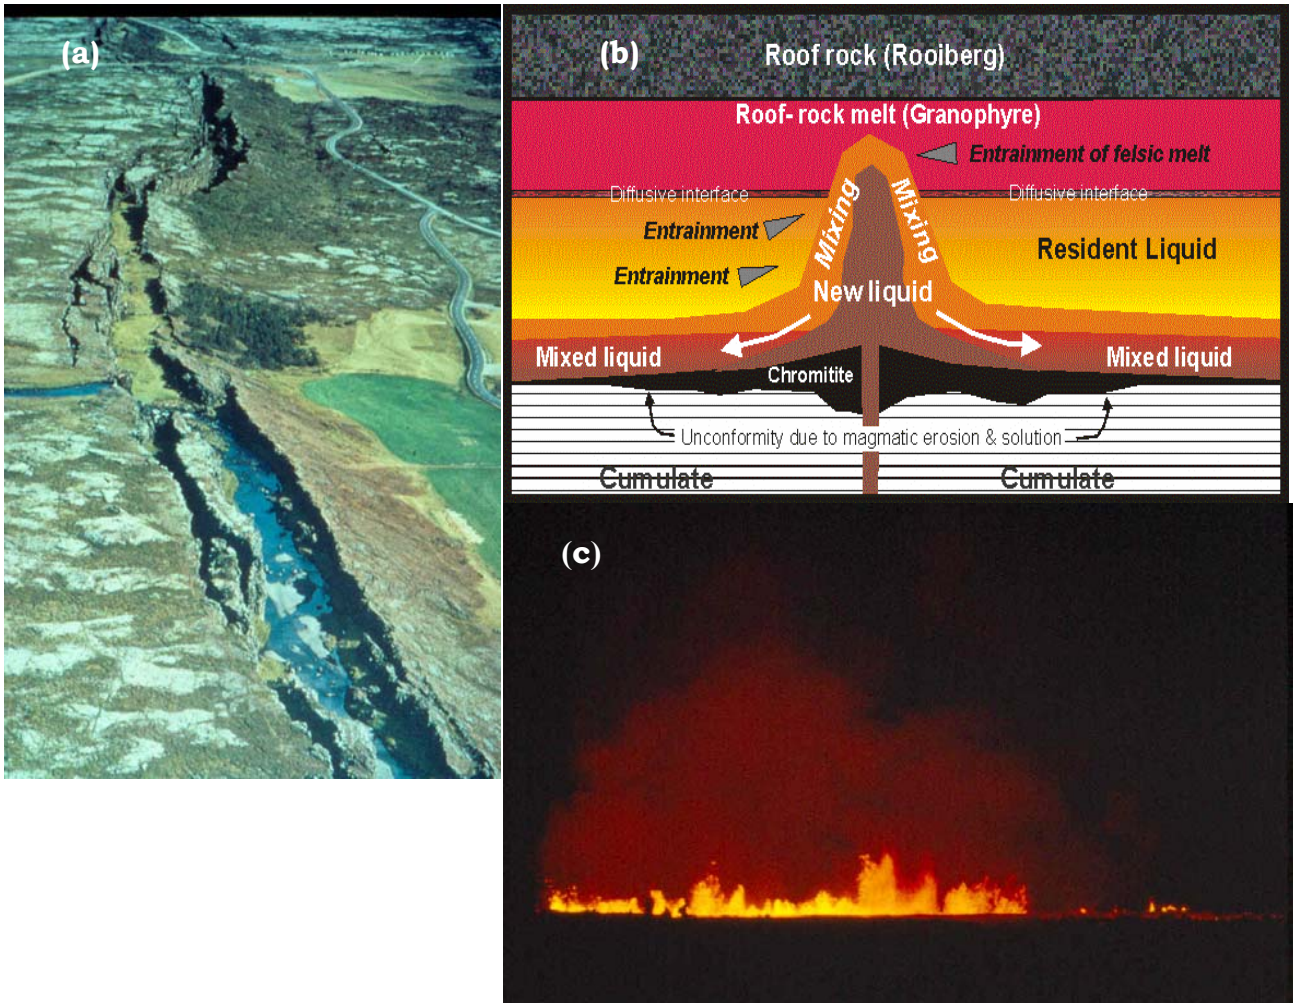 (a)
(b)
Roof rock (Rooiberg)
Roof- rock melt (Granophyre)
Entrainment of felsic melt
Diffusive interface
Diffusive interface
Mixing
Mixing
Entrainment
Resident Liquid
Entrainment
New liquid
Mixed liquid
Mixed liquid
Chromitite
Unconformity due to magmatic erosion & solution
Cumulate
Cumulate
(c)